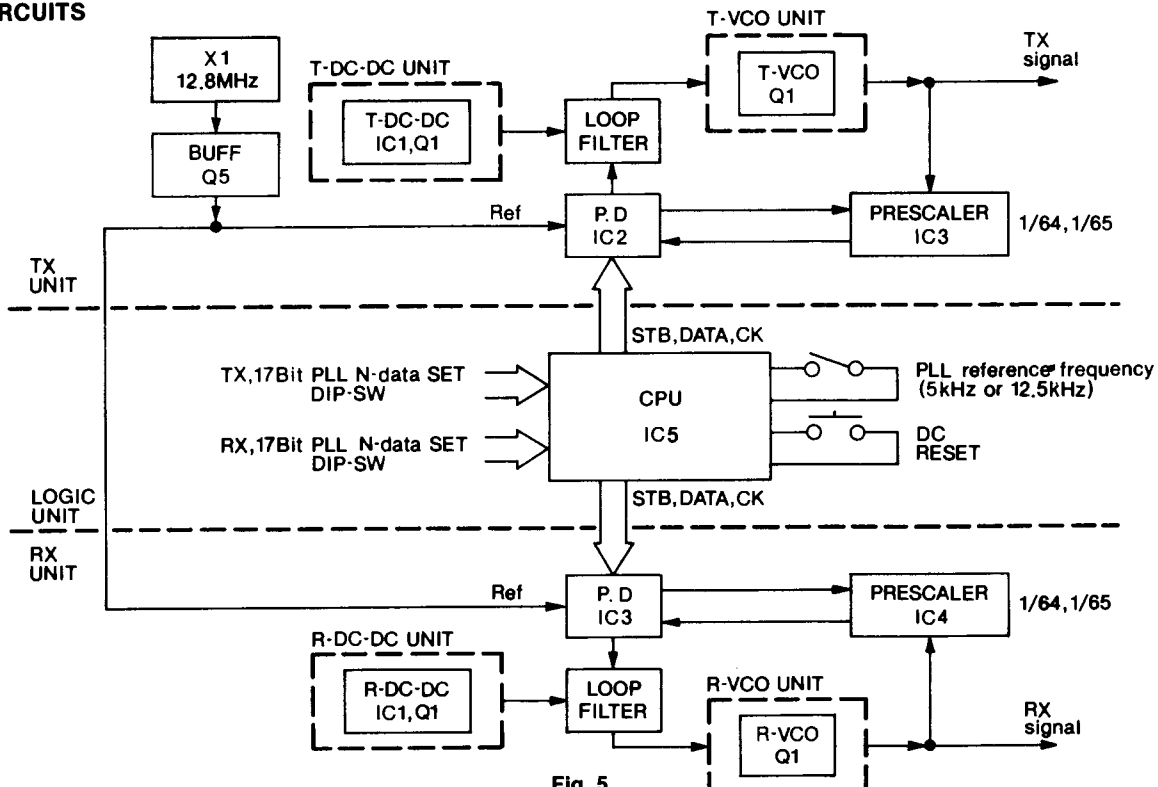 RCUITS
X1
12.8MHz
BUFF
Q5
T-DC-DC UNIT
T-DC-DC
IC1,Q1
LOOP
FILTER
T-VCO UNIT
T-VCO
Q1
TX
signal
Ref
P.D
IC2
PRESCALER
IC3
1/64,1/65
TX
UNIT
STB,DATA,CK
TX,17Bit PLL N-data SET
DIP-SW
RX,17Bit PLL N-data SET
DIP-SW
CPU
IC5
PLL reference frequency
(5kHz or 12.5kHz)
DC
RESET
LOGIC
UNIT
STB,DATA,CK
RX
UNIT
Ref
P.D
IC3
PRESCALER
IC4
1/64,1/65
R-DC-DC UNIT
R-DC-DC
IC1,Q1
LOOP
FILTER
R-VCO UNIT
R-VCO
Q1
RX
signal
Fig. 5